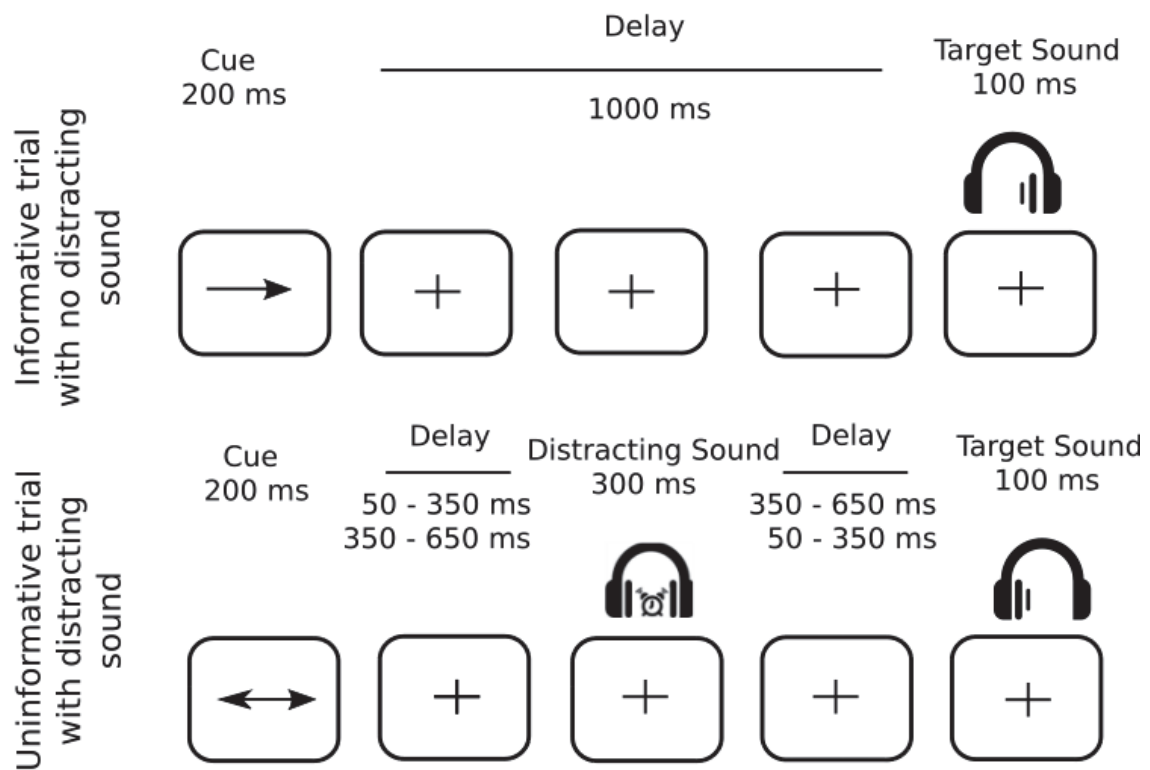 Informative trial
with no distracting
sound
Cue
200 ms
Delay
1000 ms
Target Sound
100 ms
Uninformative trial
with distracting
sound
Cue
200 ms
Delay
50 - 350 ms
350 - 650 ms
Distracting Sound
300 ms
Delay
350 - 650 ms
50 - 350 ms
Target Sound
100 ms